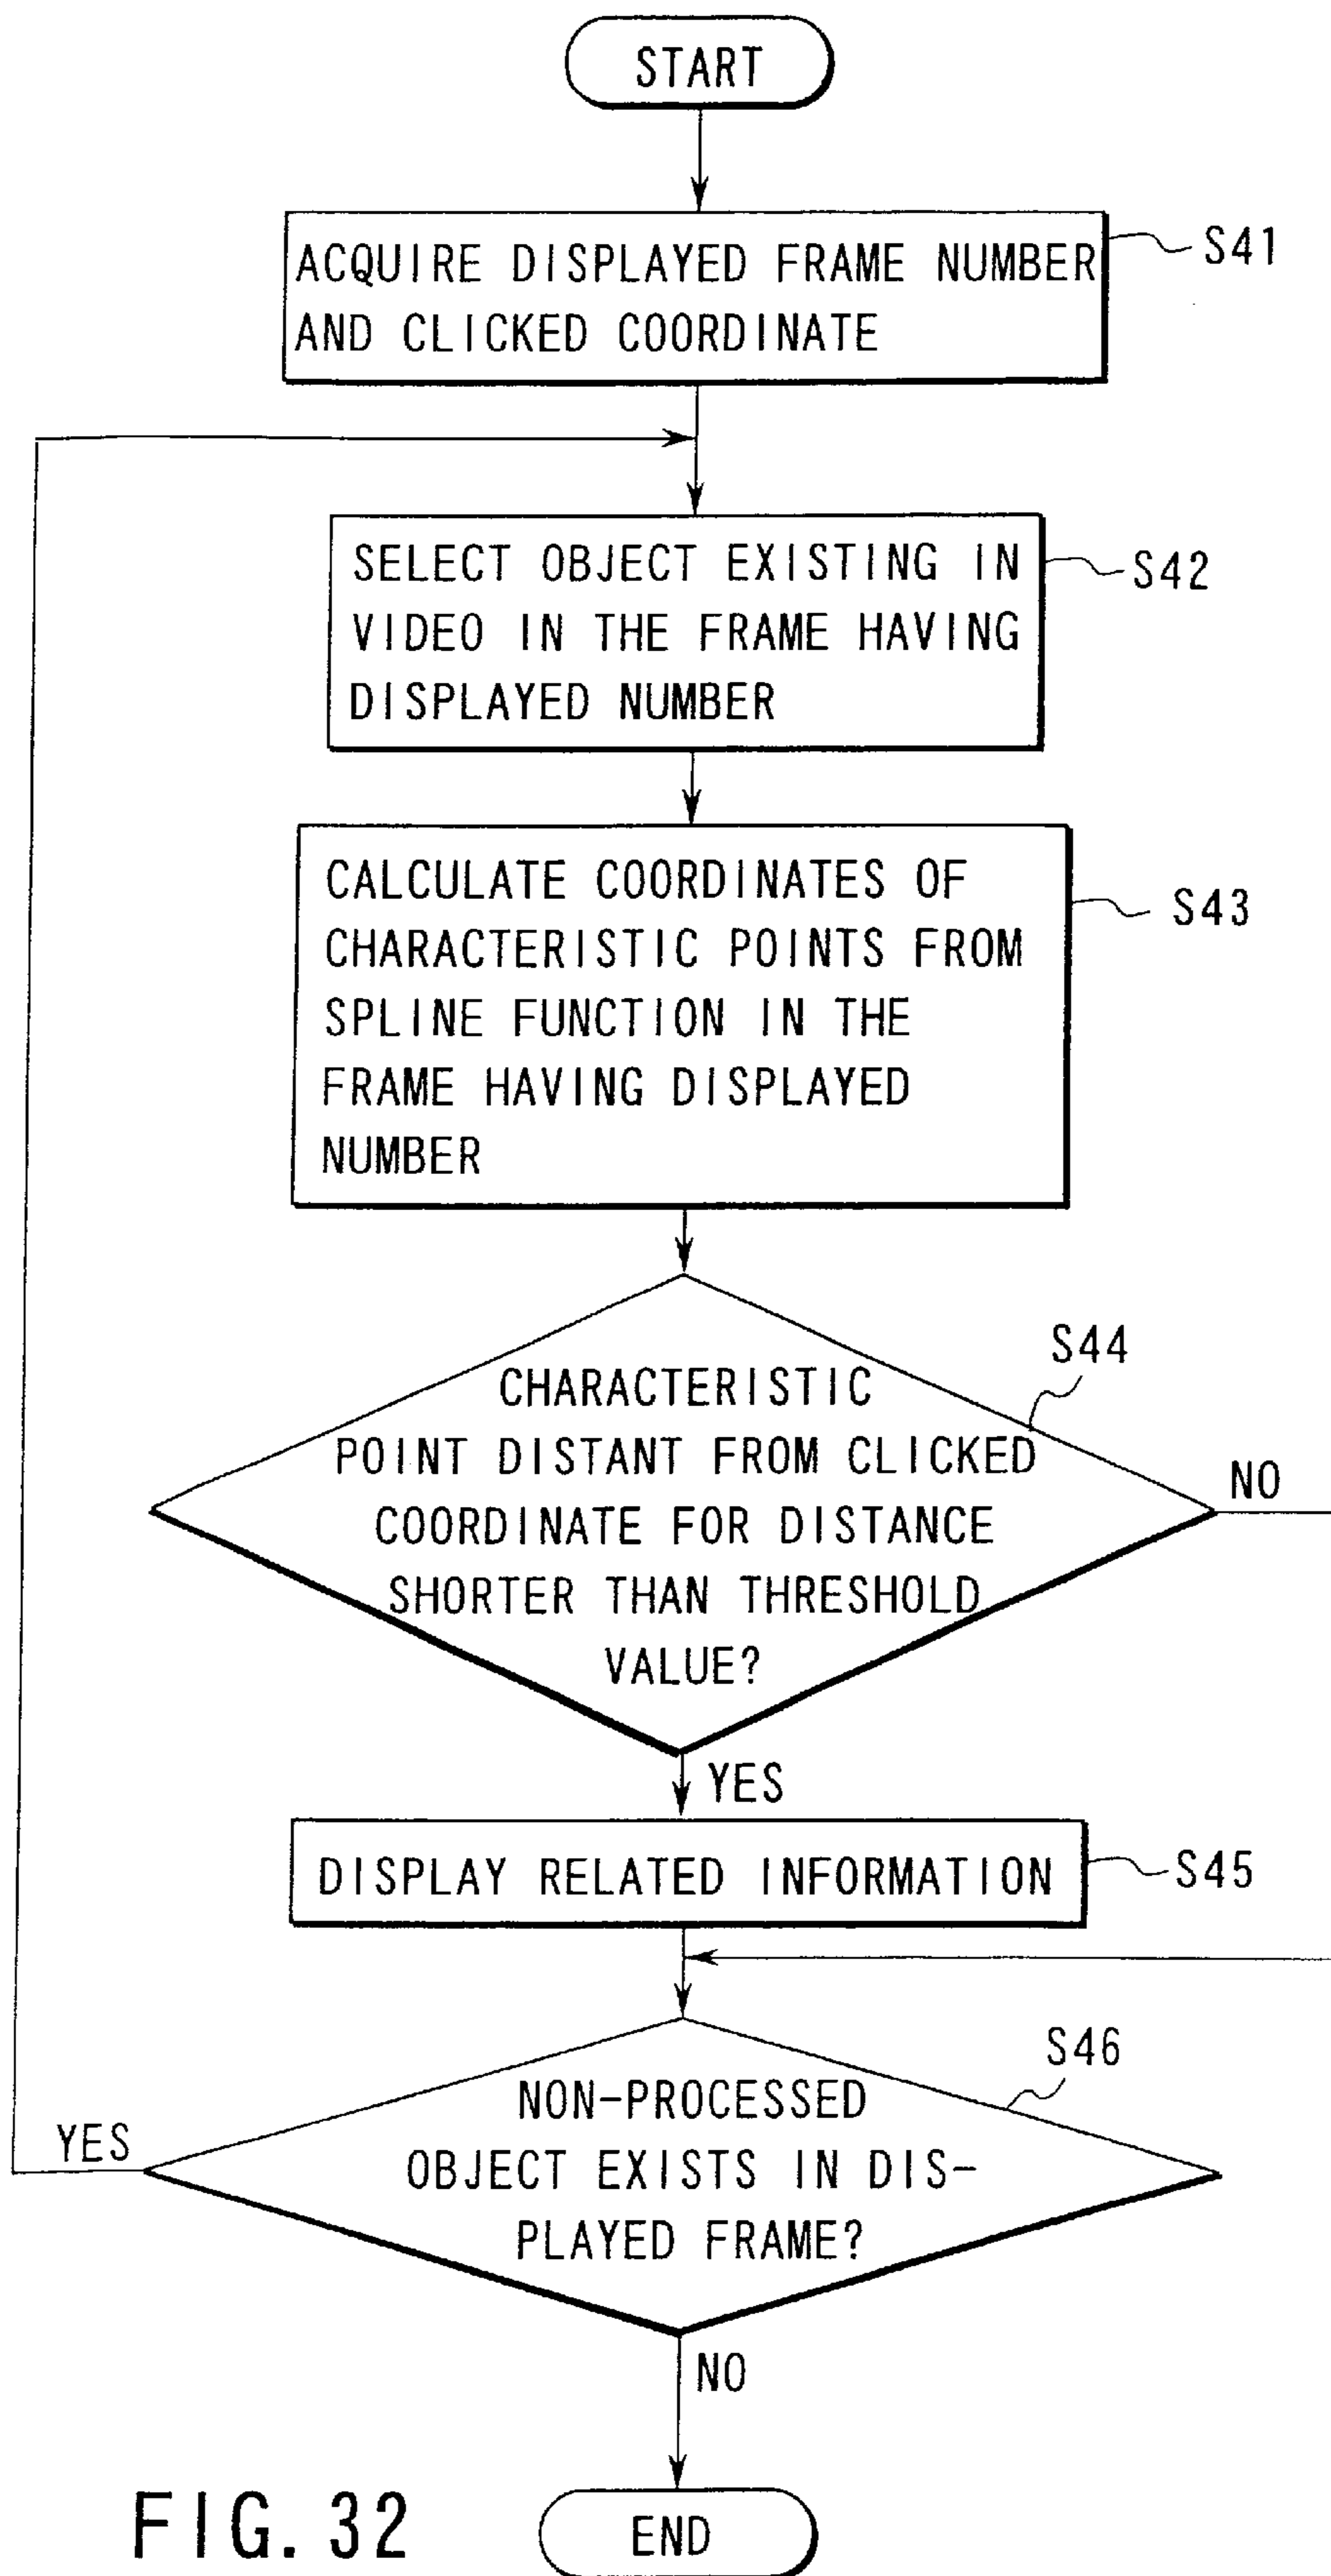 START
ACQUIRE DISPLAYED FRAME NUMBER
AND CLICKED COORDINATE
S41
SELECT OBJECT EXISTING IN
VIDEO IN THE FRAME HAVING
DISPLAYED NUMBER
S42
CALCULATE COORDINATES OF
CHARACTERISTIC POINTS FROM
SPLINE FUNCTION IN THE
FRAME HAVING DISPLAYED
NUMBER
S43
S44
CHARACTERISTIC
POINT DISTANT FROM CLICKED
COORDINATE FOR DISTANCE
SHORTER THAN THRESHOLD
VALUE?
NO
YES
DISPLAY RELATED INFORMATION
S45
S46
NON-PROCESSED
OBJECT EXISTS IN DIS-
PLAYED FRAME?
YES
NO
END
FIG. 32